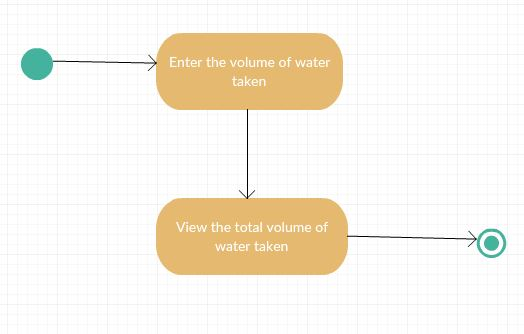 Enter the volume of water
taken
View the total volume of
water taken